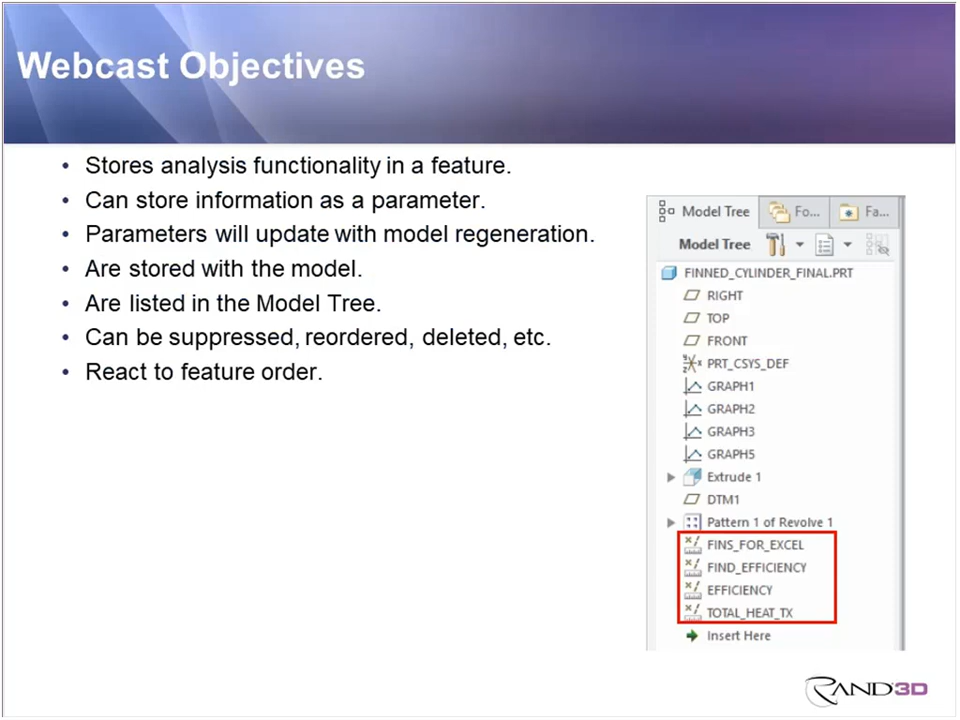 Webcast Objectives
• Stores analysis functionality in a feature.
• Can store information as a parameter.
• Parameters will update with model regeneration.
• Are stored with the model.
• Are listed in the Model Tree.
• Can be suppressed, reordered, deleted, etc.
• React to feature order.
Model Tree Fo... Fa...
Model Tree
FINNED_CYLINDER_FINAL.PRT
RIGHT
TOP
FRONT
PRT_CSYS_DEF
GRAPH1
GRAPH2
GRAPH3
GRAPH5
Extrude 1
DTM1
Pattern 1 of Revolve 1
FINS_FOR_EXCEL
FIND_EFFICIENCY
EFFICIENCY
TOTAL_HEAT_TX
Insert Here
RAND3D